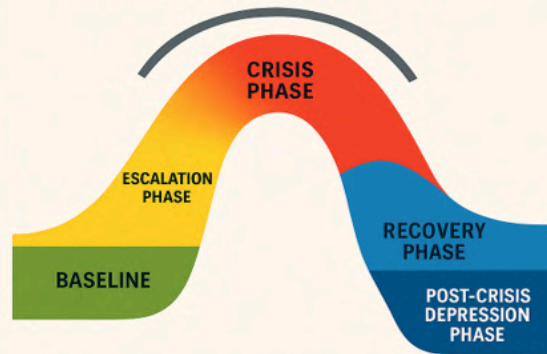 CRISIS
PHASE
ESCALATION
PHASE
BASELINE
RECOVERY
PHASE
POST-CRISIS
DEPRESSION
PHASE